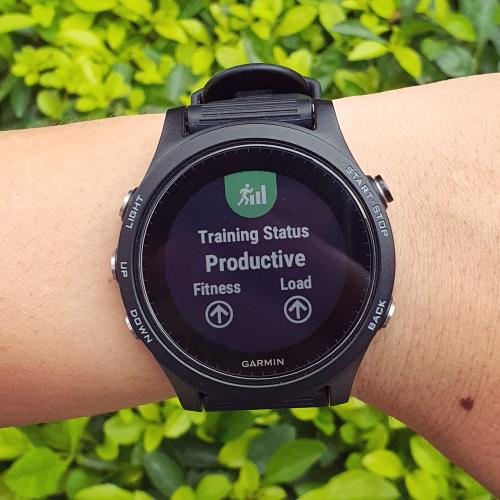 LIGHT
START·STOP
UP
DOWN
BACK
Training Status
Productive
Fitness Load
GARMIN